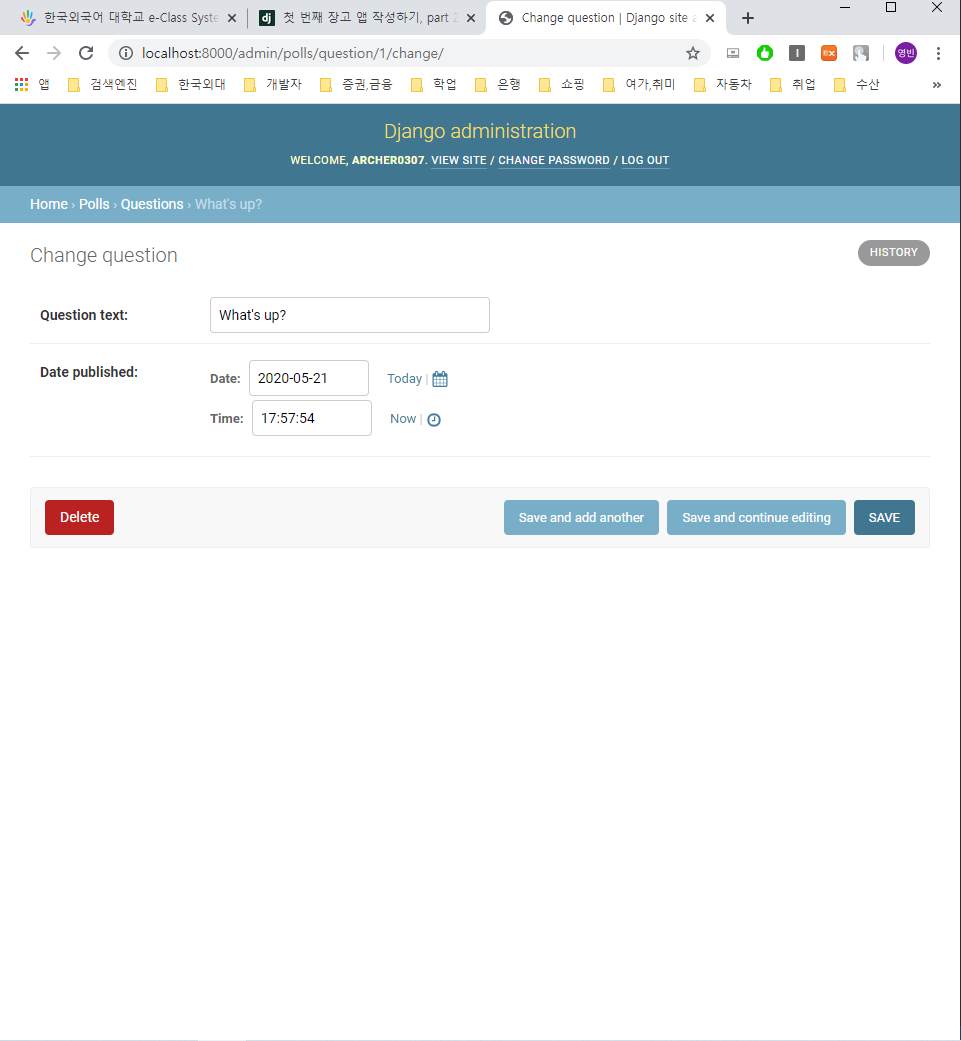 한국외국어 대학교 e-Class Syste
첫 번째 장고 앱 작성하기, part 2
Change question | Django site a
localhost:8000/admin/polls/question/1/change/
EX
영빈
앱 검색엔진 한국외대 개발자 증권,금융 학업 은행 쇼핑 여가,취미 자동차 취업 수산 »
Django administration
WELCOME, ARCHER0307. VIEW SITE / CHANGE PASSWORD / LOG OUT
Home › Polls › Questions › What's up?
Change question
HISTORY
Question text: What's up?
Date published: Date: 2020-05-21 Today |
Time: 17:57:54 Now |
Delete Save and add another Save and continue editing SAVE